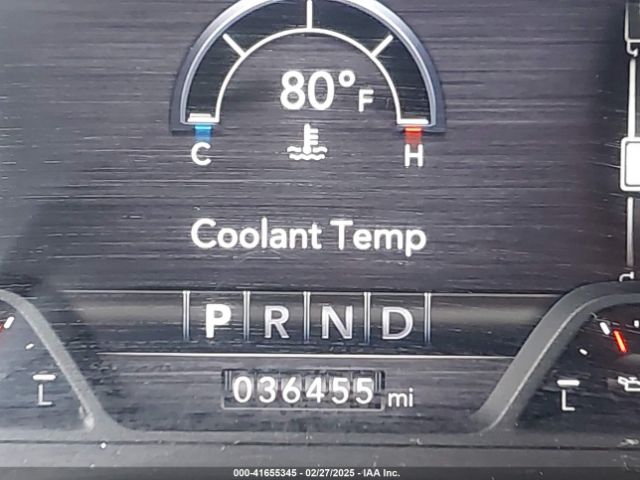 80°F
C H
Coolant Temp
P R N D
036455 mi
L L
000-41655345 - 02/27/2025 - IAA Inc.